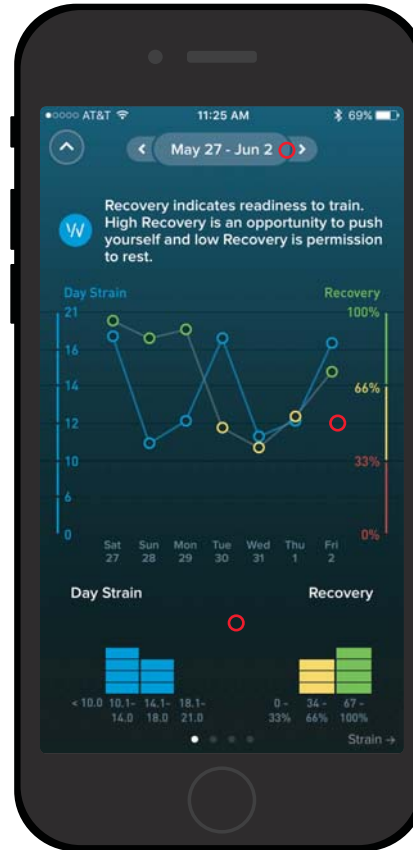 AT&T 11:25 AM 69%
May 27 - Jun 2
W
Recovery indicates readiness to train.
High Recovery is an opportunity to push
yourself and low Recovery is permission
to rest.
Day Strain Recovery
21 100%
16
14 66%
12
10 33%
6
0 0%
Sat Sun Mon Tue Wed Thu Fri
27 28 29 30 31 1 2
Day Strain Recovery
< 10.0 10.1- 14.1- 18.1- 0 - 34 - 67 -
14.0 18.0 21.0 33% 66% 100%
Strain →